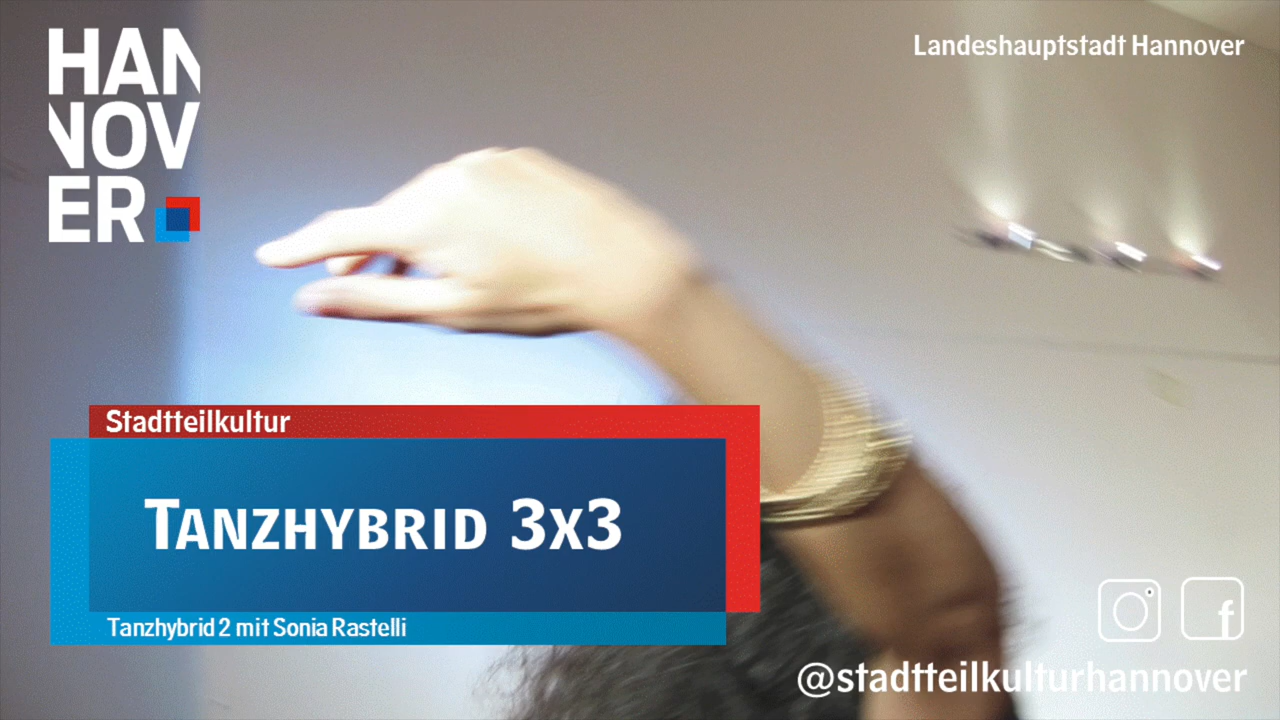 HAN
NOV
ER
Landeshauptstadt Hannover
Stadtteilkultur
TANZHYBRID 3X3
Tanzhybrid 2 mit Sonia Rastelli
@stadtteilkulturhannover